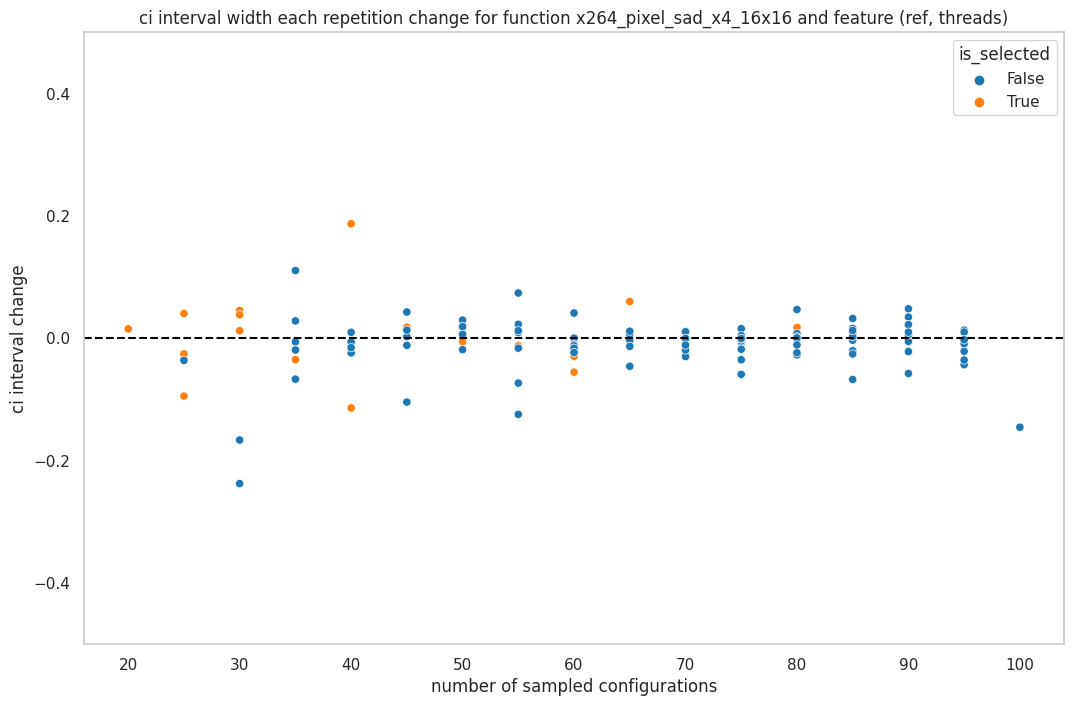 ci interval width each repetition change for function x264_pixel_sad_x4_16x16 and feature (ref, threads)
is_selected
False
True
0.4
0.2
0.0
−0.2
−0.4
ci interval change
20 30 40 50 60 70 80 90 100
number of sampled configurations